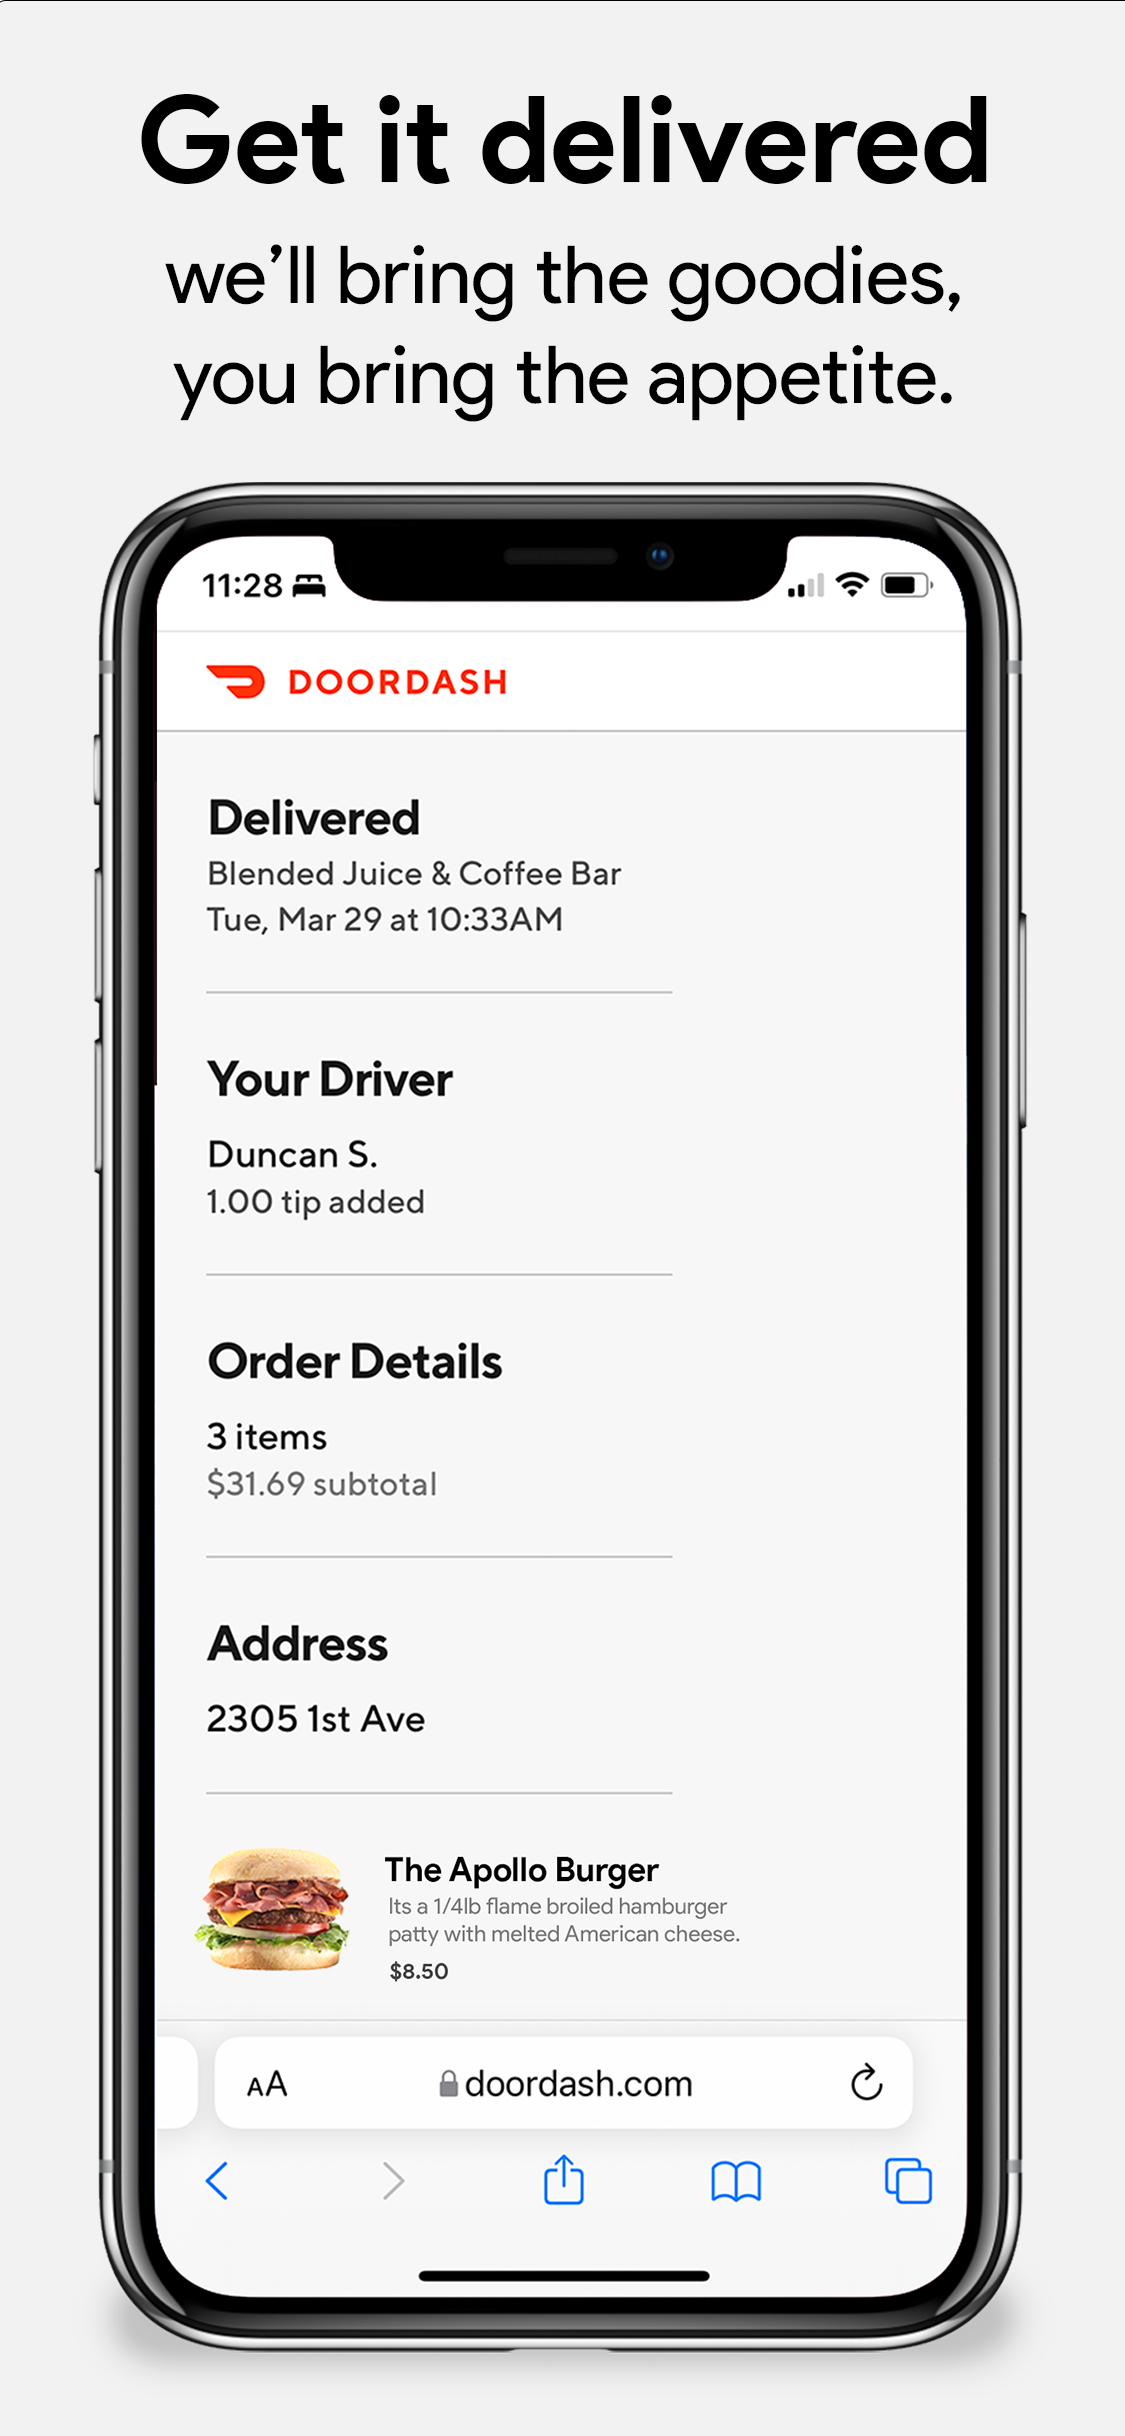 Get it delivered
we’ll bring the goodies,
you bring the appetite.
11:28
DOORDASH
Delivered
Blended Juice & Coffee Bar
Tue, Mar 29 at 10:33AM
Your Driver
Duncan S.
1.00 tip added
Order Details
3 items
$31.69 subtotal
Address
2305 1st Ave
The Apollo Burger
Its a 1/4lb flame broiled hamburger
patty with melted American cheese.
$8.50
AA doordash.com